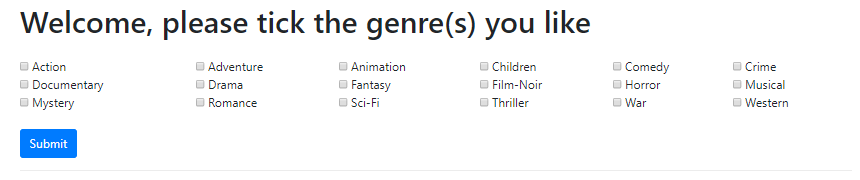 Welcome, please tick the genre(s) you like
Action Adventure Animation Children Comedy Crime
Documentary Drama Fantasy Film-Noir Horror Musical
Mystery Romance Sci-Fi Thriller War Western
Submit